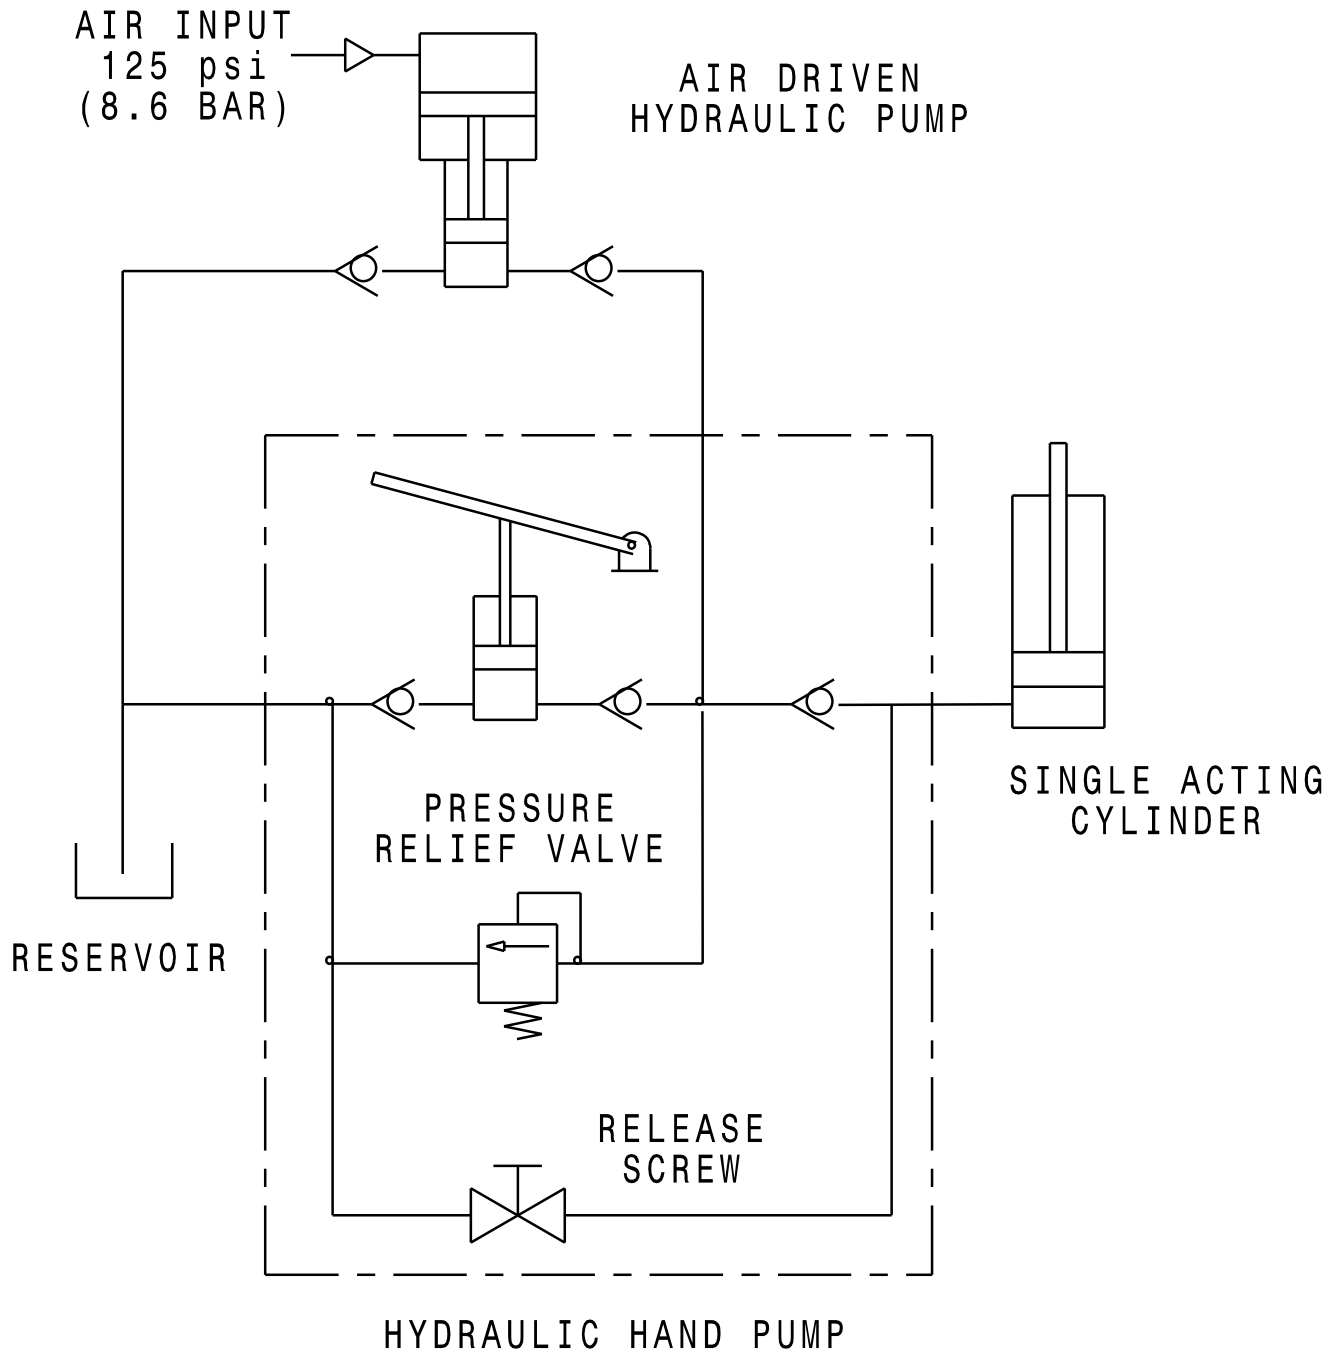 AIR INPUT
125 psi
(8.6 BAR)
AIR DRIVEN
HYDRAULIC PUMP
SINGLE ACTING
CYLINDER
PRESSURE
RELIEF VALVE
RESERVOIR
RELEASE
SCREW
HYDRAULIC HAND PUMP